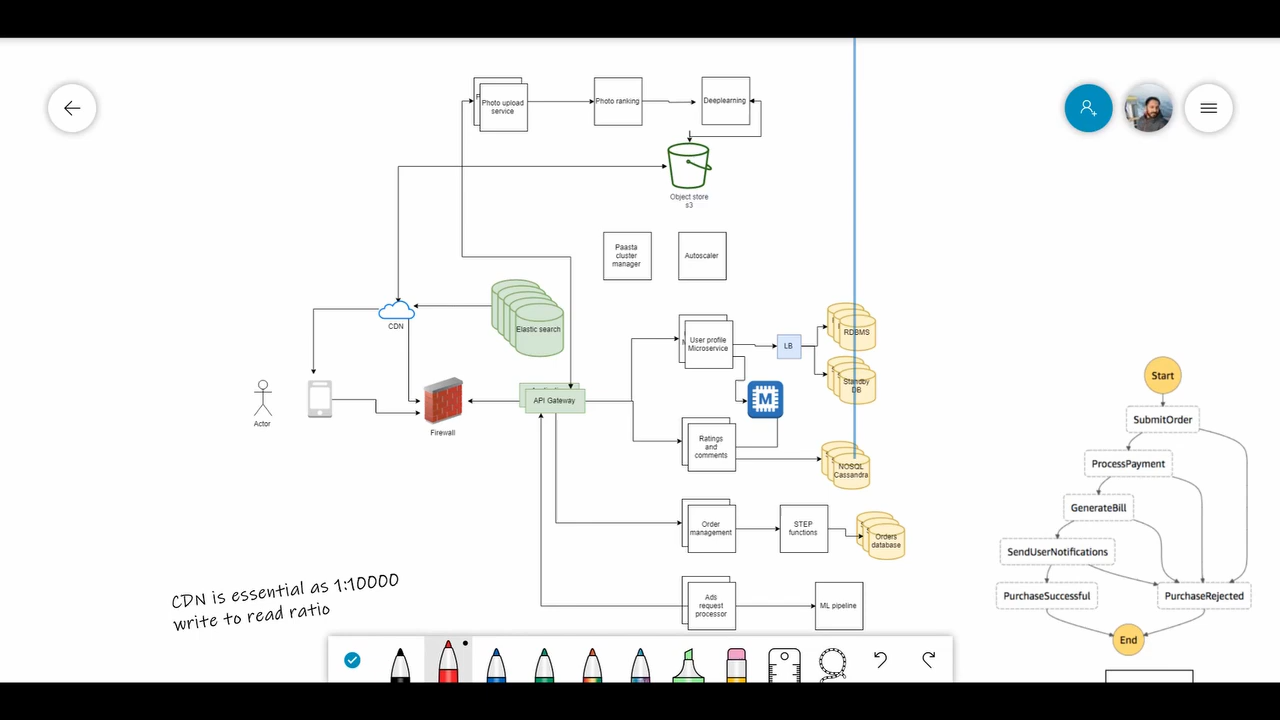 Photo upload
service
Photo ranking
Deeplearning
Object store
s3
Paasta
cluster
manager
Autoscaler
CDN
Elastic search
User profile
Microservice
LB
RDBMS
Standby
DB
Actor
Firewall
API Gateway
M
Ratings
and
comments
NOSQL
Cassandra
Order
management
STEP
functions
Orders
database
Ads
request
processor
ML pipeline
CDN is essential as 1:10000
write to read ratio
Start
SubmitOrder
ProcessPayment
GenerateBill
SendUserNotifications
PurchaseSuccessful
PurchaseRejected
End